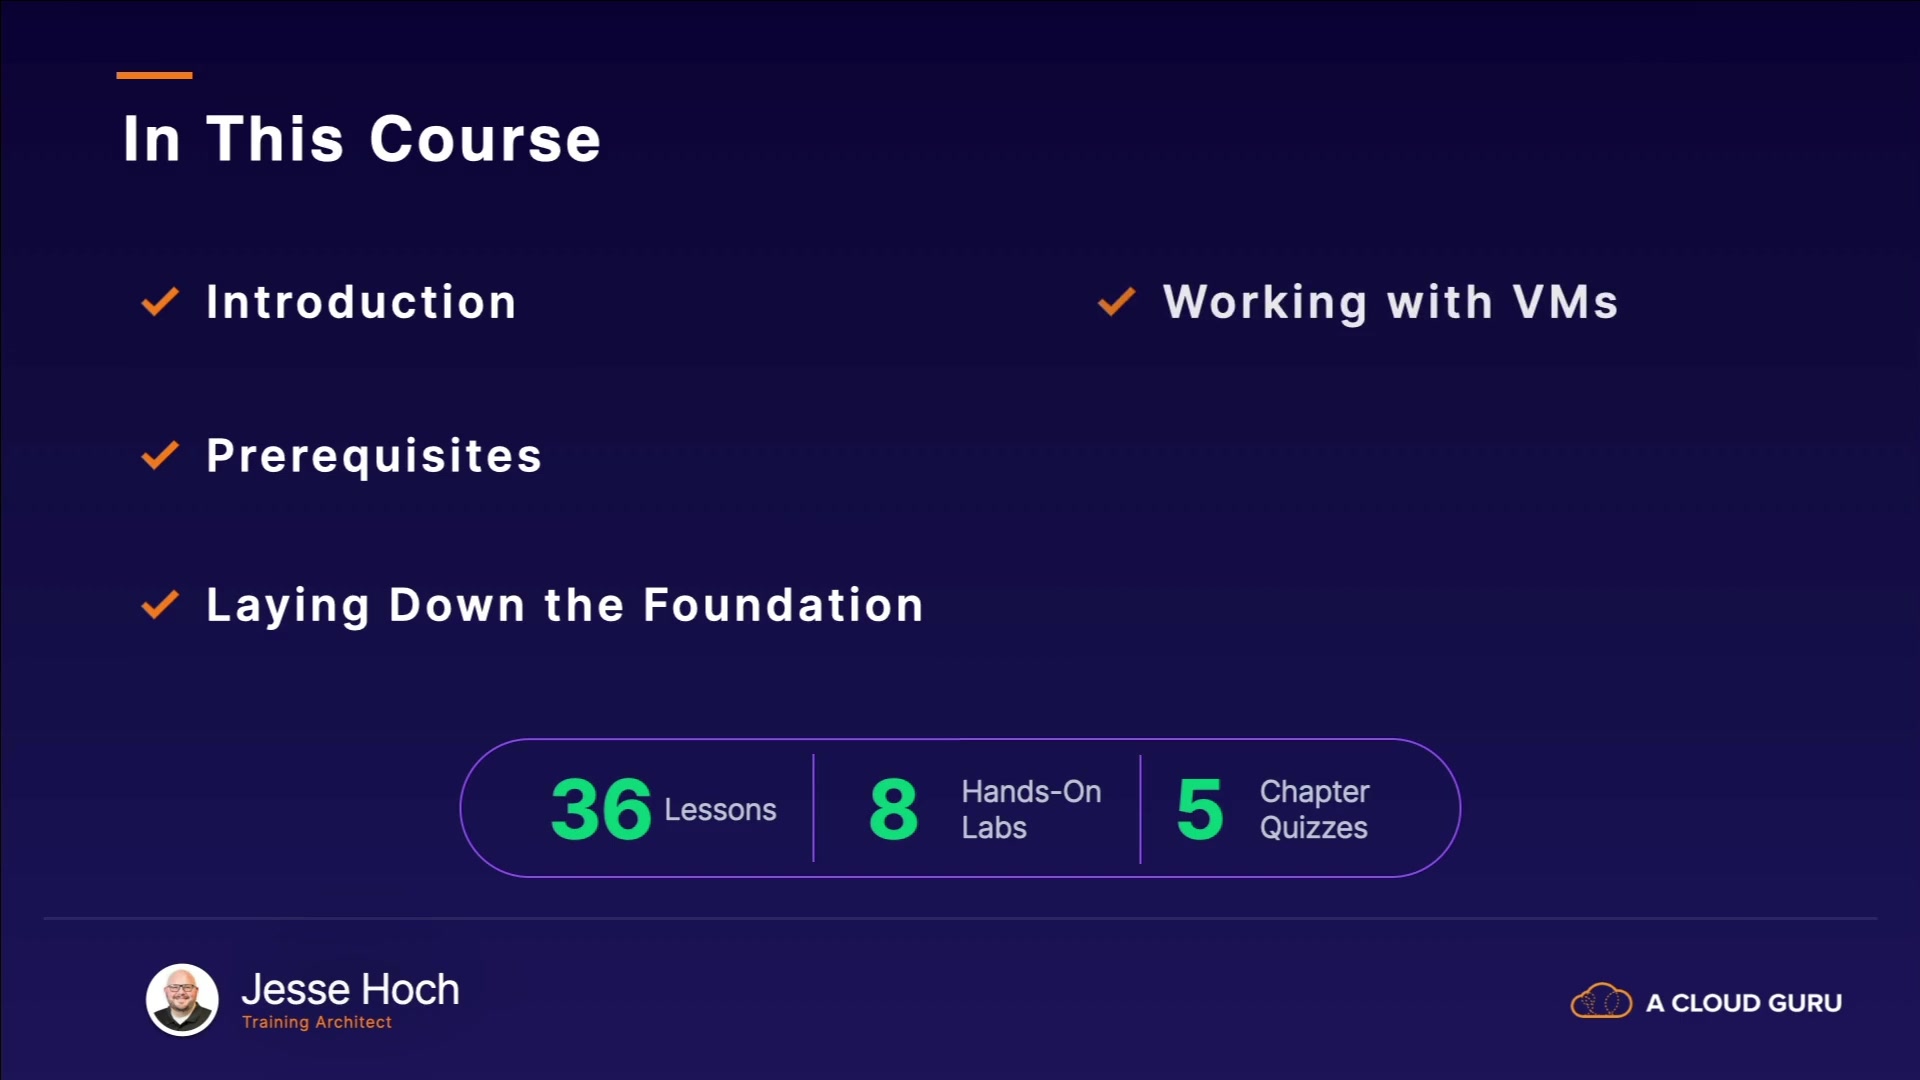 In This Course
Introduction
Prerequisites
Laying Down the Foundation
Working with VMs
36 Lessons
8 Hands-On
Labs
5 Chapter
Quizzes
Jesse Hoch
Training Architect
A CLOUD GURU